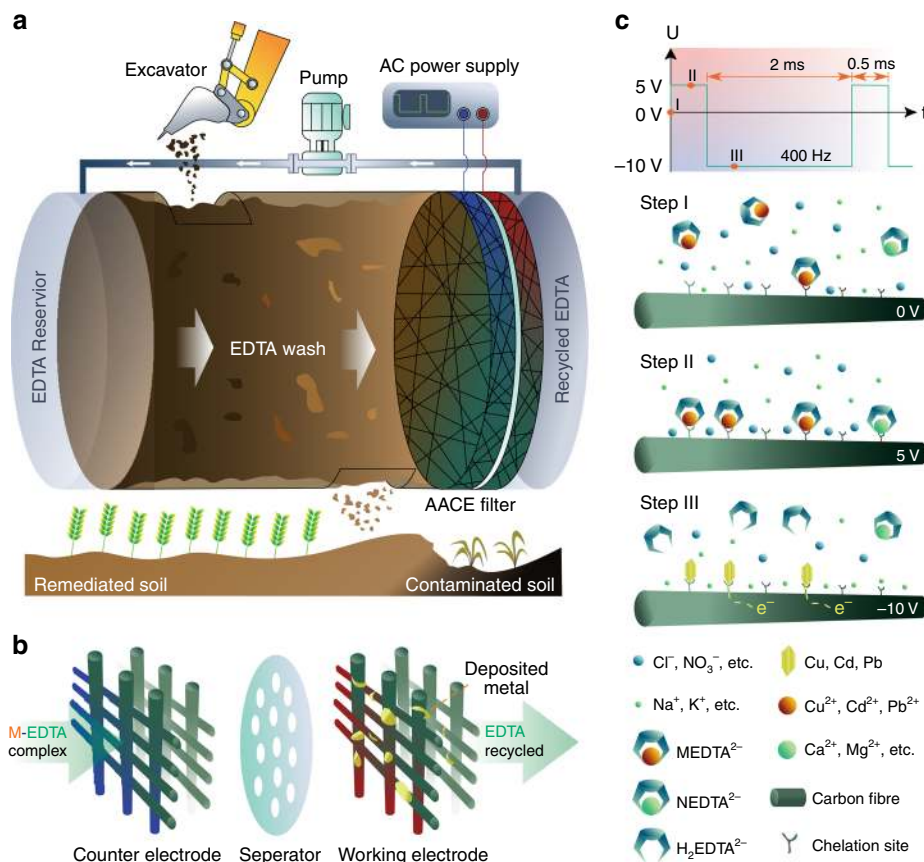 a
Excavator
Pump
AC power supply
EDTA Reservior
EDTA wash
Recycled EDTA
AACE filter
Remediated soil
Contaminated soil
b
M-EDTA
complex
Deposited
metal
EDTA
recycled
Counter electrode
Seperator
Working electrode
c
U
2 ms
0.5 ms
5 V
II
I
0 V
t
III
400 Hz
–10 V
Step I
0 V
Step II
5 V
Step III
e⁻
e⁻
–10 V
Cl⁻, NO₃⁻, etc.
Cu, Cd, Pb
Na⁺, K⁺, etc.
Cu²⁺, Cd²⁺, Pb²⁺
MEDTA²⁻
Ca²⁺, Mg²⁺, etc.
NEDTA²⁻
Carbon fibre
H₂EDTA²⁻
Chelation site